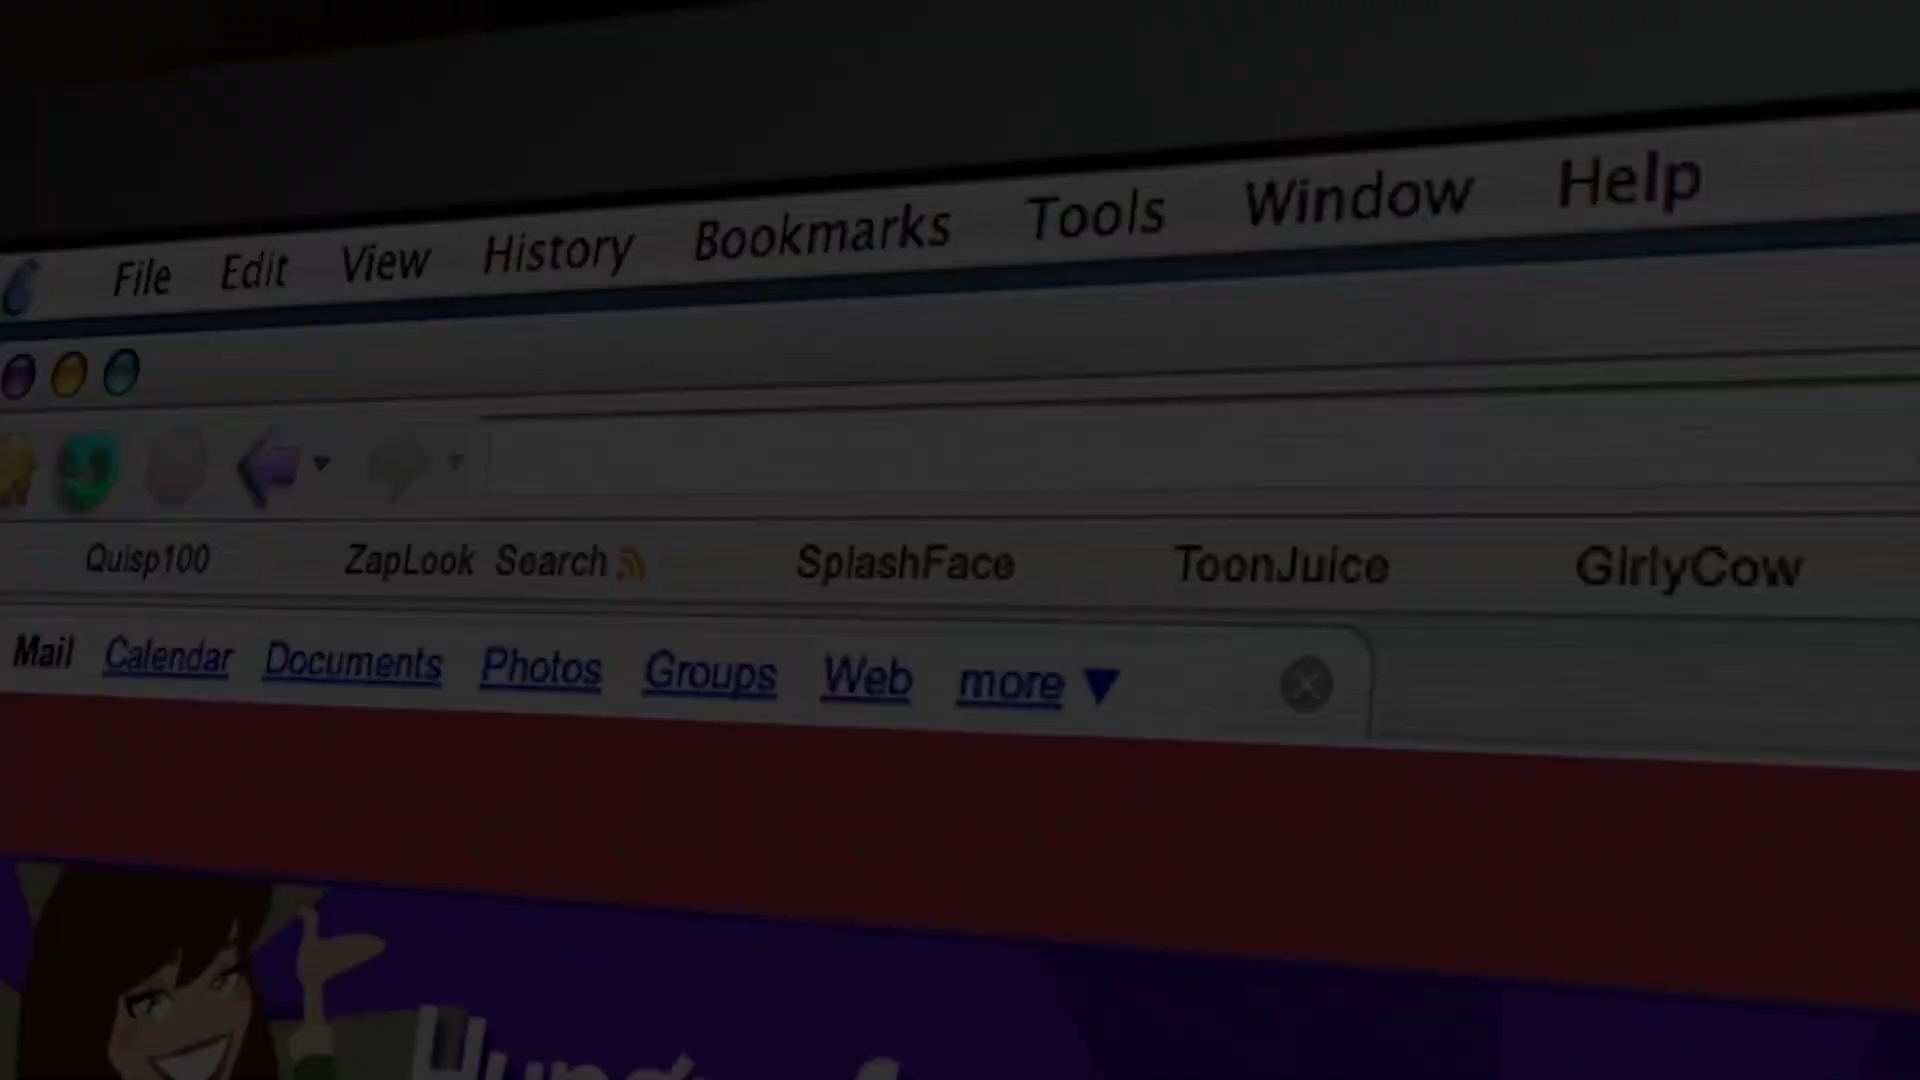 File Edit View History Bookmarks Tools Window Help
Quisp100 ZapLook Search SplashFace ToonJuice GirlyCow
Mail Calendar Documents Photos Groups Web more